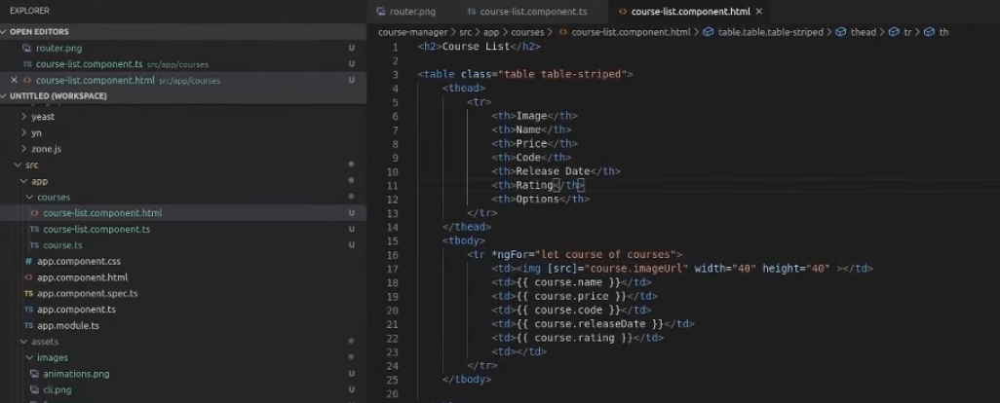 EXPLORER
OPEN EDITORS
router.png
course-list.component.ts src/app/courses U
course-list.component.html src/app/courses U
UNTITLED (WORKSPACE)
yeast
yn
zone.js
src
app
courses
course-list.component.html U
course-list.component.ts U
course.ts U
app.component.css
app.component.html
app.component.spec.ts
app.component.ts
app.module.ts
assets
images
animations.png U
cli.png U
router.png
course-list.component.ts
course-list.component.html
course-manager > src > app > courses > course-list.component.html > table.table.table-striped > thead > tr > th
1 <h2>Course List</h2>
2
3 <table class="table table-striped">
4 <thead>
5 <tr>
6 <th>Image</th>
7 <th>Name</th>
8 <th>Price</th>
9 <th>Code</th>
10 <th>Release Date</th>
11 <th>Rating</th>
12 <th>Options</th>
13 </tr>
14 </thead>
15 <tbody>
16 <tr *ngFor="let course of courses">
17 <td><img [src]="course.imageUrl" width="40" height="40" ></td>
18 <td>{{ course.name }}</td>
19 <td>{{ course.price }}</td>
20 <td>{{ course.code }}</td>
21 <td>{{ course.releaseDate }}</td>
22 <td>{{ course.rating }}</td>
23 <td></td>
24 </tr>
25 </tbody>
26